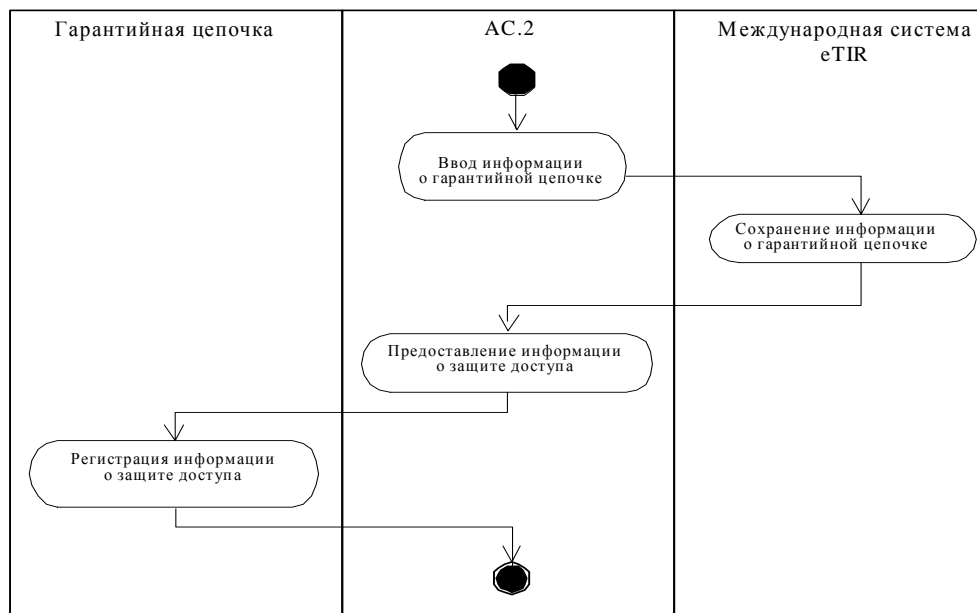 Гарантийная цепочка
АС.2
Международная система
eTIR
Ввод информации
о гарантийной цепочке
Сохранение информации
о гарантийной цепочке
Предоставление информации
о защите доступа
Регистрация информации
о защите доступа